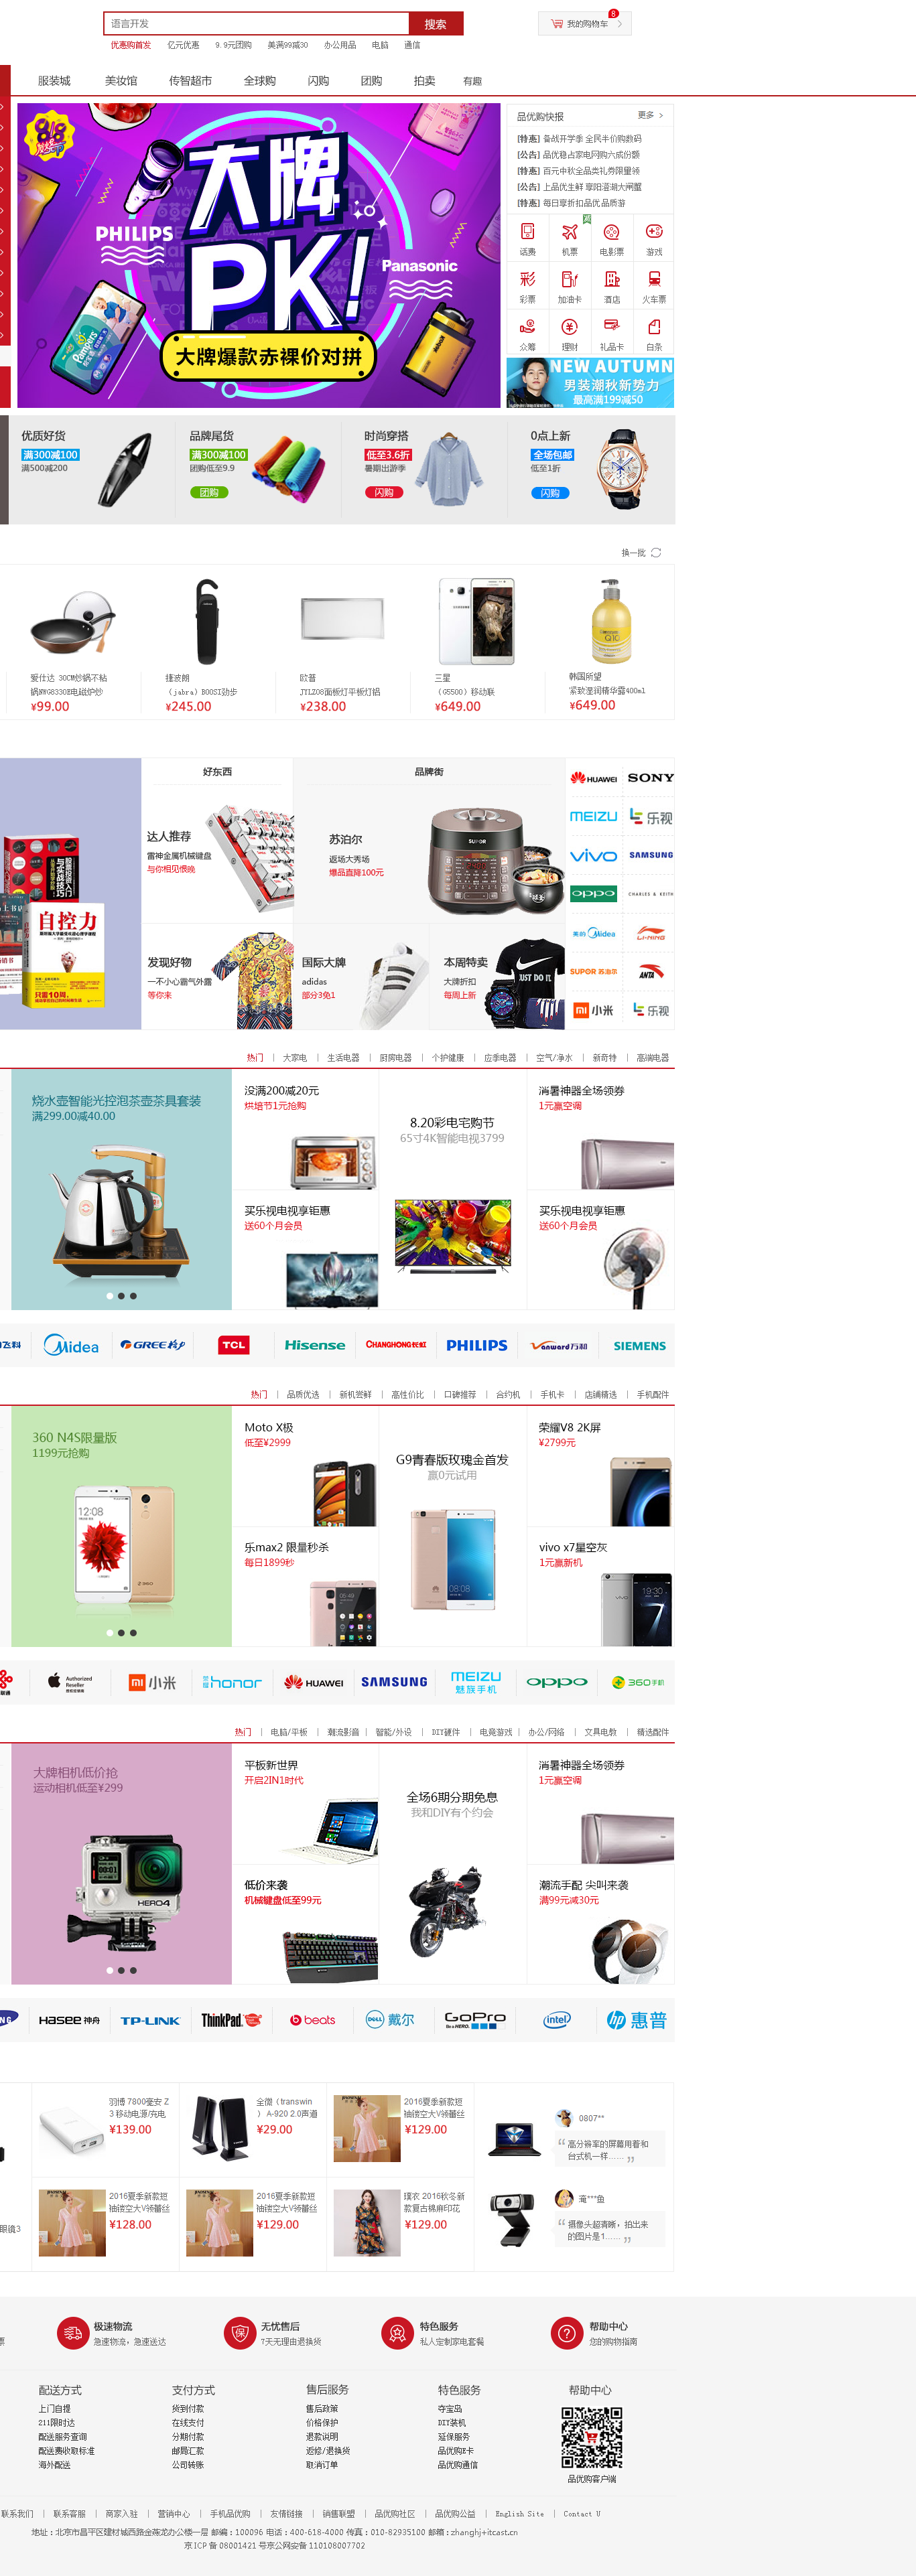 语言开发
搜索
我的购物车
8
优惠购首发 亿元优惠 9.9元团购 美满99减30 办公用品 电脑 通信
服装城 美妆馆 传智超市 全球购 闪购 团购 拍卖 有趣
大牌
PK!
PHILIPS
Panasonic
大牌爆款赤裸价对拼
品优购快报 更多
[特惠] 备战开学季 全民半价购数码
[公告] 品优稳占家电网购六成份额
[特惠] 百元中秋全品类礼券限量领
[公告] 上品优生鲜 享阳澄湖大闸蟹
[特惠] 每日享折扣品优品质游
话费 机票 电影票 游戏
彩票 加油卡 酒店 火车票
众筹 理财 礼品卡 白条
NEW AUTUMN
男装潮秋新势力
最高满199减50
优质好货 品牌尾货 时尚穿搭 0点上新
满300减100 满300减100 低至3.6折 全场包邮
满500减200 团购低至9.9 暑期出游季 低至1折
团购 闪购 闪购
换一批
爱仕达 30CM炒锅不粘
锅NWG8330E电磁炉炒
¥99.00
捷波朗
（jabra）BOOSI劲步
¥245.00
欧普
JYLZ08面板灯平板灯铝
¥238.00
三星
（G5500）移动联
¥649.00
韩国所望
紧致湿润精华露400ml
¥649.00
好东西 品牌街
自控力
达人推荐
雷神金属机械键盘
与你相见恨晚
苏泊尔
返场大秀场
爆品直降100元
SUPOR
HUAWEI SONY
MEIZU 乐视
vivo SAMSUNG
OPPO CHARLES & KEITH
美的 Midea LI-NING
SUPOR 苏泊尔 ANTA
小米 乐视
发现好物
一不小心霸气外露
等你来
国际大牌
adidas
部分3免1
本周特卖
大牌折扣
每周上新
JUST DO IT
热门 | 大家电 | 生活电器 | 厨房电器 | 个护健康 | 应季电器 | 空气/净水 | 新奇特 | 高端电器
烧水壶智能光控泡茶壶茶具套装
满299.00减40.00
没满200减20元
烘培节1元抢购
8.20彩电宅购节
65寸4K智能电视3799
消暑神器全场领券
1元赢空调
买乐视电视享钜惠
送60个月会员
买乐视电视享钜惠
送60个月会员
飞科 Midea GREE TCL Hisense CHANGHONG长虹 PHILIPS Vanward万和 SIEMENS
热门 | 品质优选 | 新机尝鲜 | 高性价比 | 口碑推荐 | 合约机 | 手机卡 | 店铺精选 | 手机配件
360 N4S限量版
1199元抢购
Moto X极
低至¥2999
G9青春版玫瑰金首发
赢0元试用
荣耀V8 2K屏
¥2799元
乐max2 限量秒杀
每日1899秒
vivo x7星空灰
1元赢新机
Authorized
Reseller
小米 荣耀 honor HUAWEI SAMSUNG MEIZU 魅族手机 OPPO 360手机
热门 | 电脑/平板 | 潮流影音 | 智能/外设 | DIY硬件 | 电竞游戏 | 办公/网络 | 文具电教 | 精选配件
大牌相机低价抢
运动相机低至¥299
HERO4
平板新世界
开启2IN1时代
全场6期分期免息
我和DIY有个约会
消暑神器全场领券
1元赢空调
低价来袭
机械键盘低至99元
潮流手配 尖叫来袭
满99元减30元
Hasee 神舟 TP-LINK ThinkPad beats DELL 戴尔 GoPro intel hp 惠普
羽博 7800毫安 Z
3 移动电源/充电
¥139.00
全微（transwin
） A-920 2.0声道
¥29.00
2016夏季新款短
袖镂空大V领蕾丝
¥129.00
0807**
高分辨率的屏幕用看和
台式机一样……
眼镜3
2016夏季新款短
袖镂空大V领蕾丝
¥128.00
2016夏季新款短
袖镂空大V领蕾丝
¥129.00
璞衣 2016秋冬新
款复古棉麻印花
¥129.00
毫***鱼
摄像头超清晰，拍出来
的图片是1……
极速物流
急速物流，急速送达
无忧售后
7天无理由退换货
特色服务
私人定制家电套餐
帮助中心
您的购物指南
配送方式 支付方式 售后服务 特色服务 帮助中心
上门自提 货到付款 售后政策 夺宝岛
211限时达 在线支付 价格保护 DIY装机
配送服务查询 分期付款 退款说明 延保服务
配送费收取标准 邮局汇款 返修/退换货 品优购E卡
海外配送 公司转账 取消订单 品优购通信
品优购客户端
联系我们 | 联系客服 | 商家入驻 | 营销中心 | 手机品优购 | 友情链接 | 销售联盟 | 品优购社区 | 品优购公益 | English Site | Contact U
地址：北京市昌平区建材城西路金燕龙办公楼一层 邮编：100096 电话：400-618-4000 传真：010-82935100 邮箱：zhanghj+itcast.cn
京ICP备08001421号京公网安备110108007702